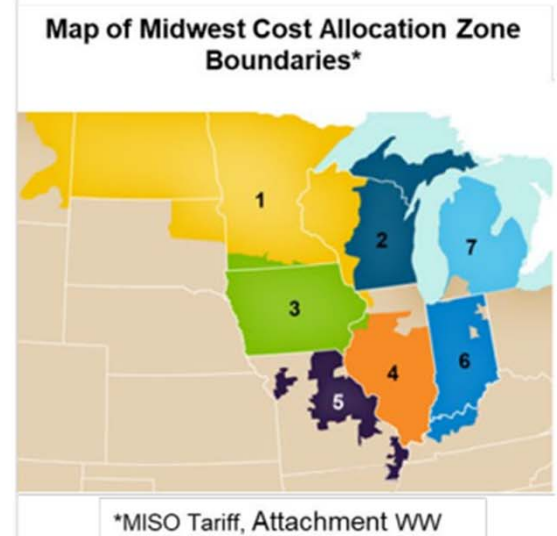 Map of Midwest Cost Allocation Zone
Boundaries*
1
2
7
3
4
6
5
*MISO Tariff, Attachment WW